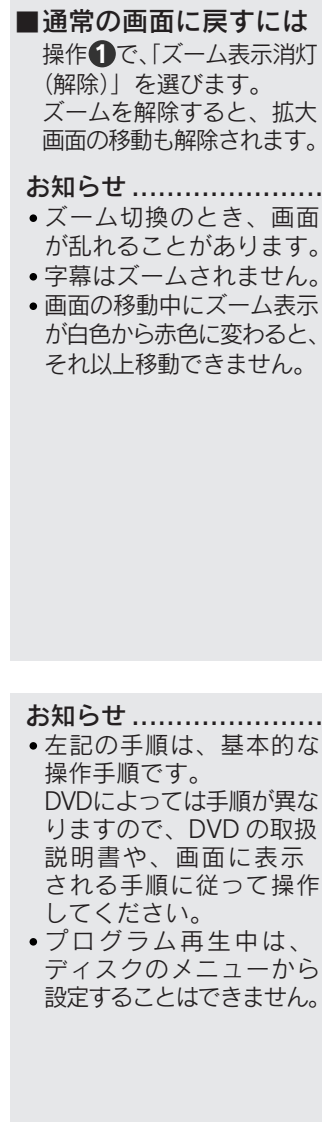 ■通常の画面に戻すには
操作❶で、「ズーム表示消灯
(解除)」を選びます。
ズームを解除すると、拡大
画面の移動も解除されます。
お知らせ ......................
• ズーム切換のとき、画面
が乱れることがあります。
• 字幕はズームされません。
• 画面の移動中にズーム表示
が白色から赤色に変わると、
それ以上移動できません。
お知らせ ......................
• 左記の手順は、基本的な
操作手順です。
DVDによっては手順が異な
りますので、DVD の取扱
説明書や、画面に表示
される手順に従って操作
してください。
• プログラム再生中は、
ディスクのメニューから
設定することはできません。